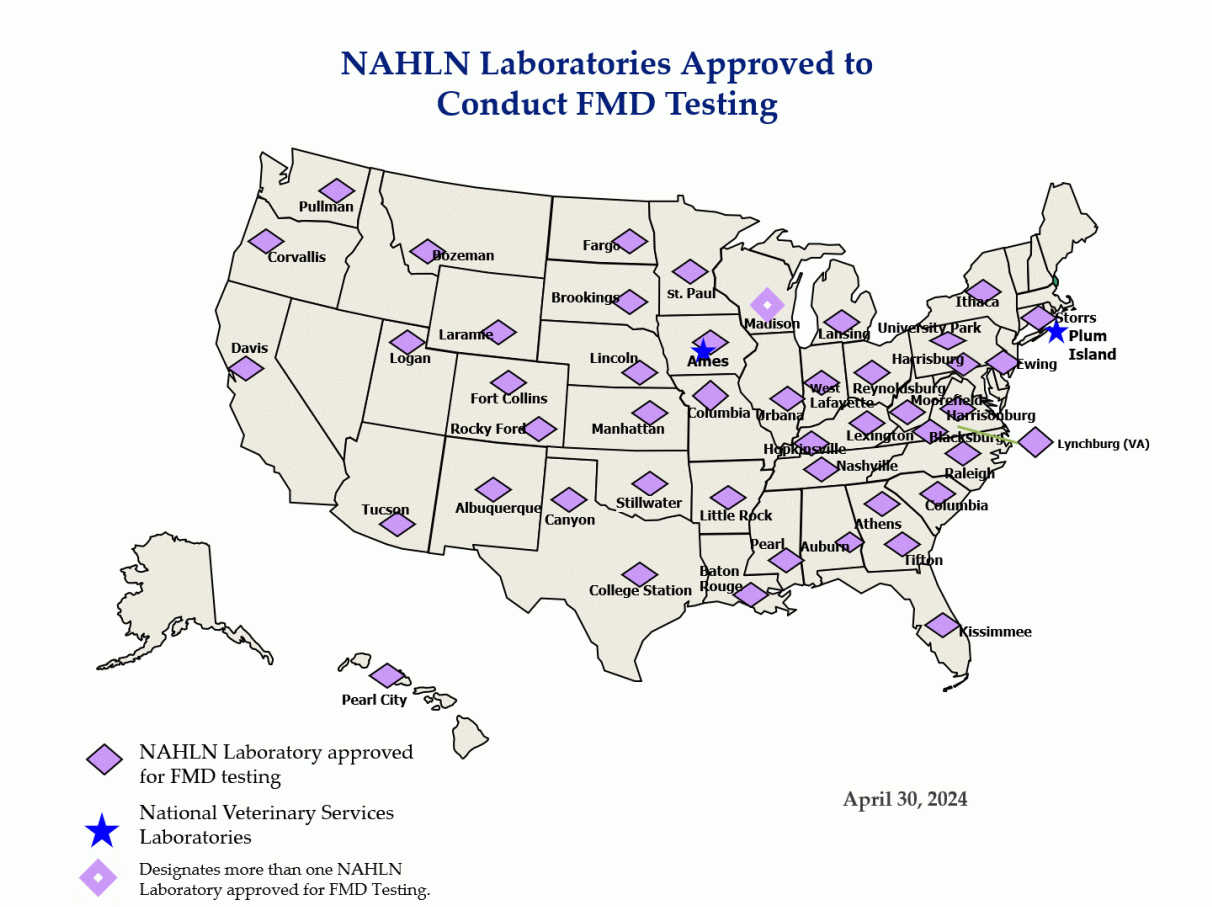 NAHLN Laboratories Approved to
Conduct FMD Testing
Pullman
Corvallis
Bozeman
Fargo
St. Paul
Brookings
Madison
Lansing
Ithaca
Storrs
Plum
Island
University Park
Harrisburg
Ewing
Laramie
Logan
Davis
Lincoln
Ames
Fort Collins
Rocky Ford
Manhattan
Columbia
Urbana
West
Lafayette
Reynoldsburg
Moorefield
Harrisonburg
Lexington
Blacksburg
Lynchburg (VA)
Hopkinsville
Nashville
Raleigh
Tucson
Albuquerque
Canyon
Stillwater
Little Rock
Columbia
Athens
Pearl
Auburn
Tifton
Baton
Rouge
College Station
Kissimmee
Pearl City
NAHLN Laboratory approved
for FMD testing
National Veterinary Services
Laboratories
Designates more than one NAHLN
Laboratory approved for FMD Testing.
April 30, 2024